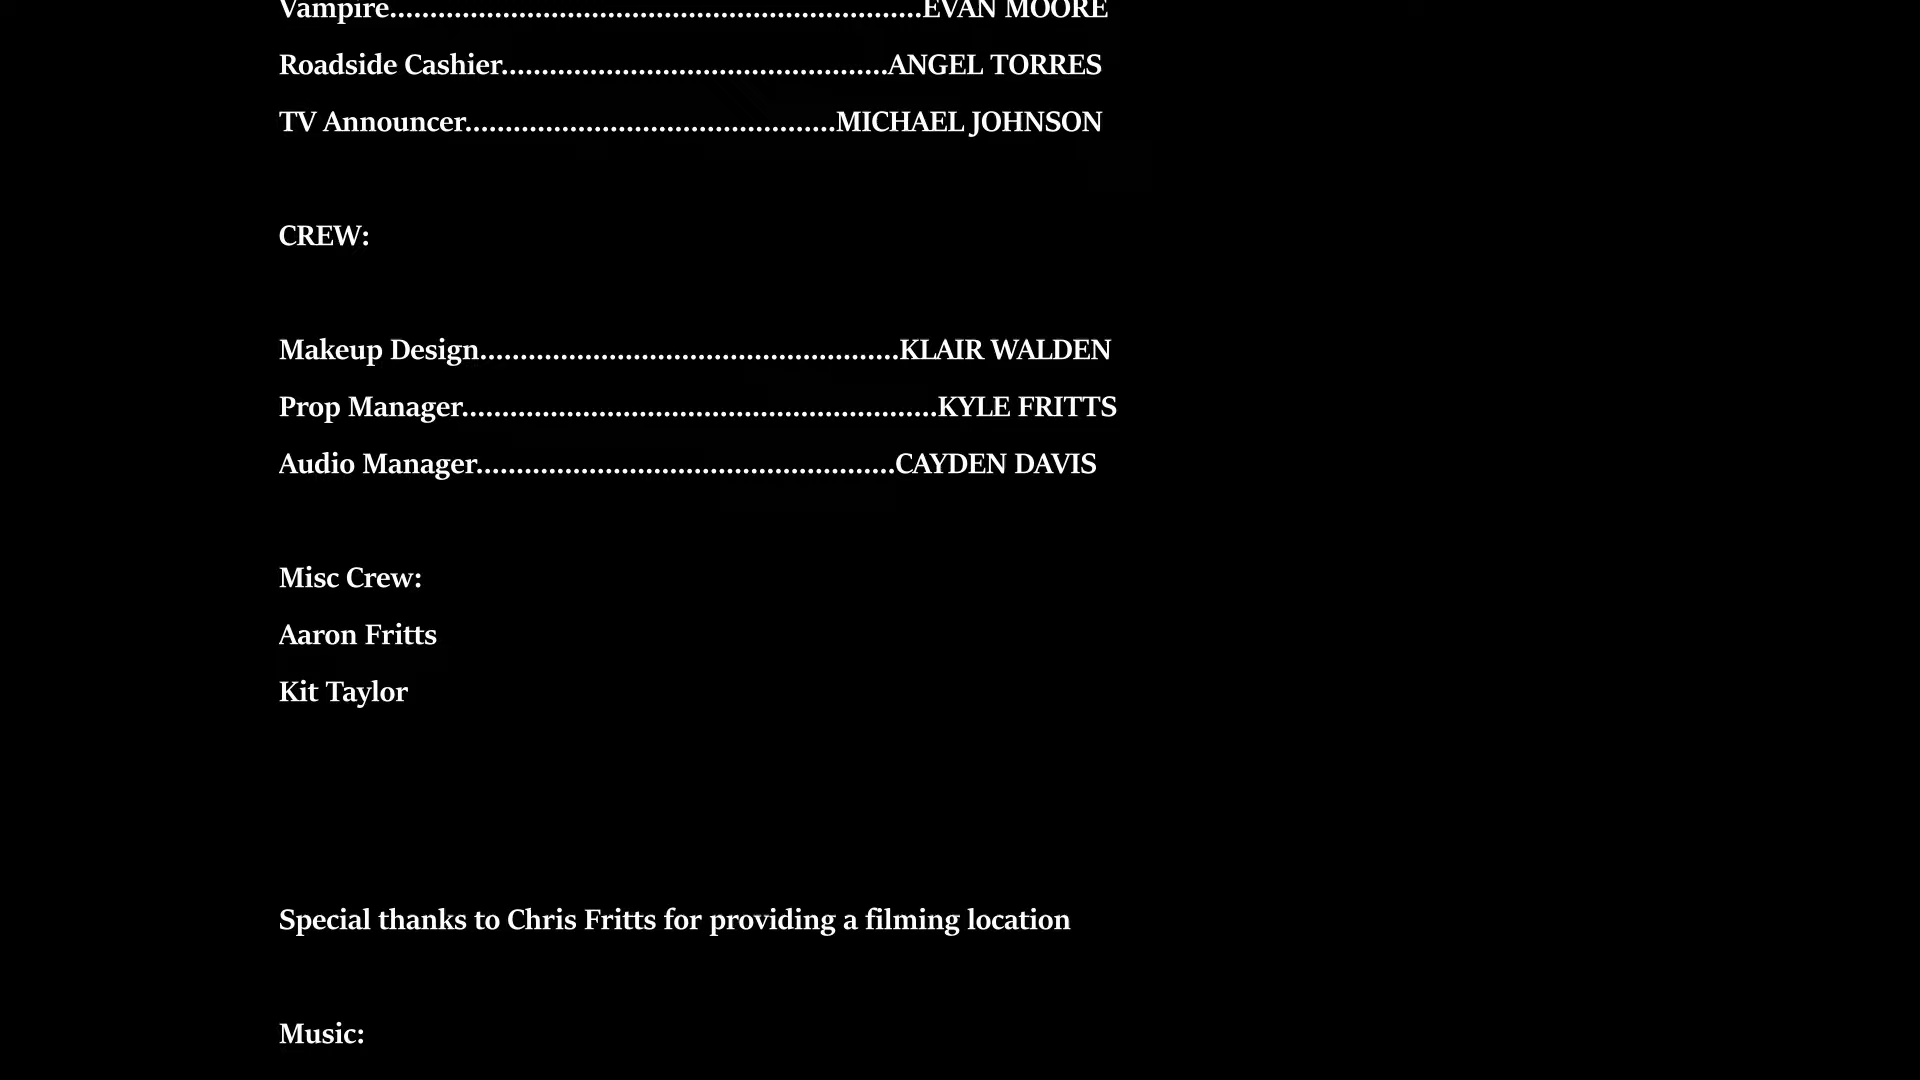 Vampire..................................................................EVAN MOORE
Roadside Cashier................................................ANGEL TORRES
TV Announcer..............................................MICHAEL JOHNSON
CREW:
Makeup Design....................................................KLAIR WALDEN
Prop Manager...........................................................KYLE FRITTS
Audio Manager....................................................CAYDEN DAVIS
Misc Crew:
Aaron Fritts
Kit Taylor
Special thanks to Chris Fritts for providing a filming location
Music: